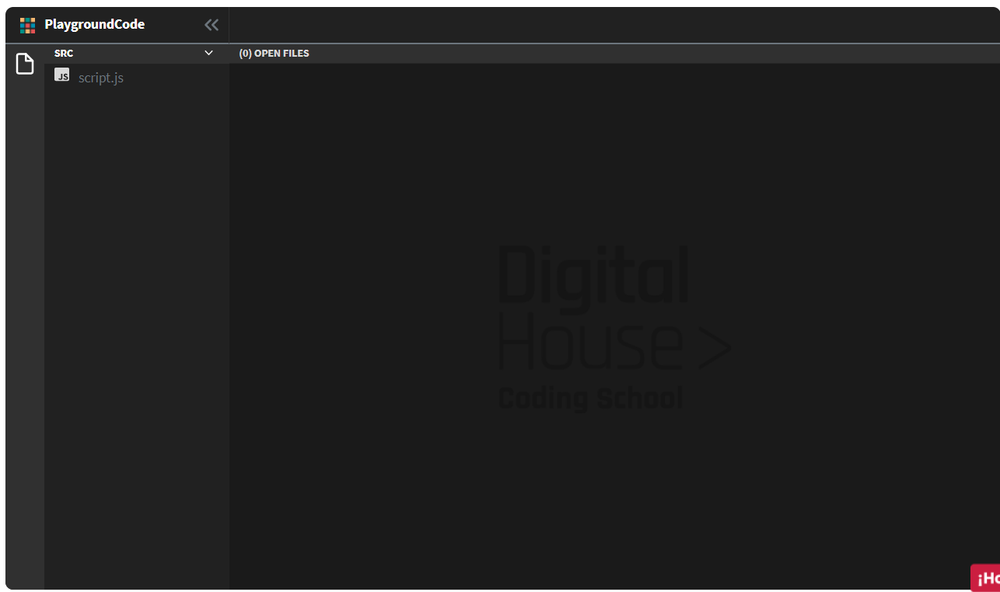 PlaygroundCode
SRC
(0) OPEN FILES
JS
script.js
Digital
House >
Coding School